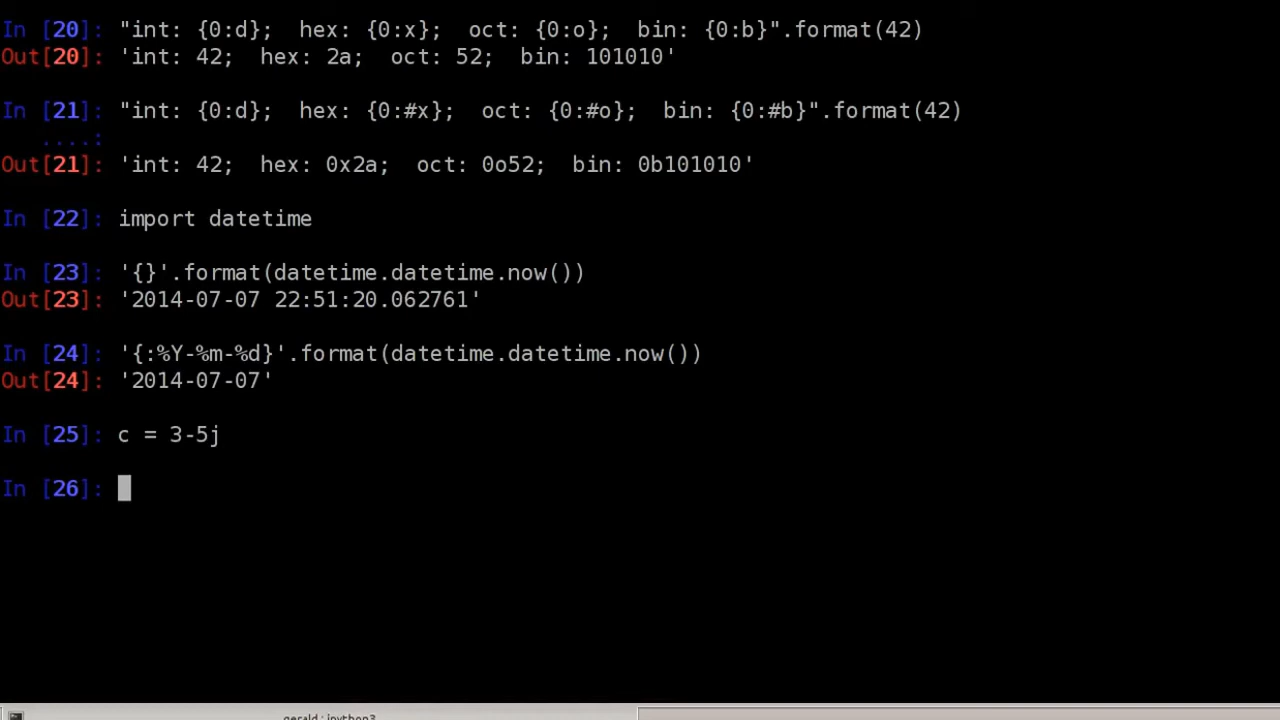 In [20]: "int: {0:d};  hex: {0:x};  oct: {0:o};  bin: {0:b}".format(42)
Out[20]: 'int: 42;  hex: 2a;  oct: 52;  bin: 101010'
In [21]: "int: {0:d};  hex: {0:#x};  oct: {0:#o};  bin: {0:#b}".format(42)
   ....:
Out[21]: 'int: 42;  hex: 0x2a;  oct: 0o52;  bin: 0b101010'
In [22]: import datetime
In [23]: '{}'.format(datetime.datetime.now())
Out[23]: '2014-07-07 22:51:20.062761'
In [24]: '{:%Y-%m-%d}'.format(datetime.datetime.now())
Out[24]: '2014-07-07'
In [25]: c = 3-5j
In [26]:
gerald : ipython3